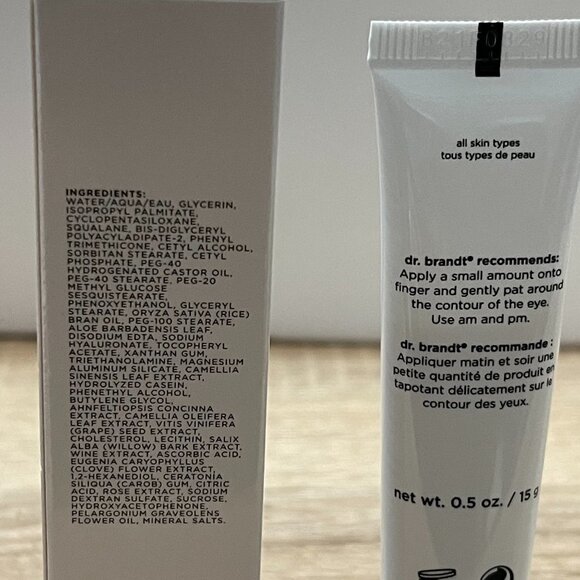 INGREDIENTS:
WATER/AQUA/EAU, GLYCERIN,
ISOPROPYL PALMITATE,
CYCLOPENTASILOXANE,
SQUALANE, BIS-DIGLYCERYL
POLYACYLADIPATE-2, PHENYL
TRIMETHICONE, CETYL ALCOHOL,
SORBITAN STEARATE, CETYL
PHOSPHATE, PEG-40
HYDROGENATED CASTOR OIL,
PEG-40 STEARATE, PEG-20
METHYL GLUCOSE
SESQUISTEARATE,
PHENOXYETHANOL, GLYCERYL
STEARATE, ORYZA SATIVA (RICE)
BRAN OIL, PEG-100 STEARATE,
ALOE BARBADENSIS LEAF,
DISODIUM EDTA, SODIUM
HYALURONATE, TOCOPHERYL
ACETATE, XANTHAN GUM,
TRIETHANOLAMINE, MAGNESIUM
ALUMINUM SILICATE, CAMELLIA
SINENSIS LEAF EXTRACT,
HYDROLYZED CASEIN,
PHENETHYL ALCOHOL,
BUTYLENE GLYCOL,
AHNFELTIOPSIS CONCINNA
EXTRACT, CAMELLIA OLEIFERA
LEAF EXTRACT, VITIS VINIFERA
(GRAPE) SEED EXTRACT,
CHOLESTEROL, LECITHIN, SALIX
ALBA (WILLOW) BARK EXTRACT,
WINE EXTRACT, ASCORBIC ACID,
EUGENIA CARYOPHYLLUS
(CLOVE) FLOWER EXTRACT,
1,2-HEXANEDIOL, CERATONIA
SILIQUA (CAROB) GUM, CITRIC
ACID, ROSE EXTRACT, SODIUM
DEXTRAN SULFATE, SUCROSE,
HYDROXYACETOPHENONE,
PELARGONIUM GRAVEOLENS
FLOWER OIL, MINERAL SALTS.
all skin types
tous types de peau
dr. brandt® recommends:
Apply a small amount onto
finger and gently pat around
the contour of the eye.
Use am and pm.
dr. brandt® recommande :
Appliquer matin et soir une
petite quantité de produit en
tapotant délicatement sur le
contour des yeux.
net wt. 0.5 oz. / 15 g